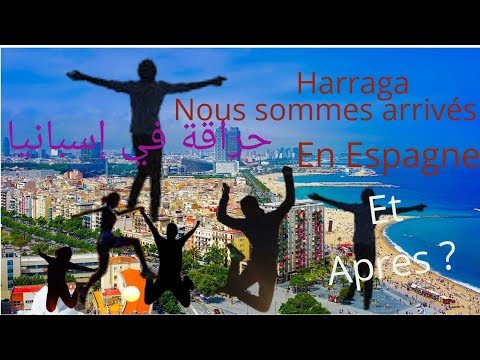 Harraga
Nous sommes arrivés
حراقة في إسبانيا
En Espagne
Et
Apres ?